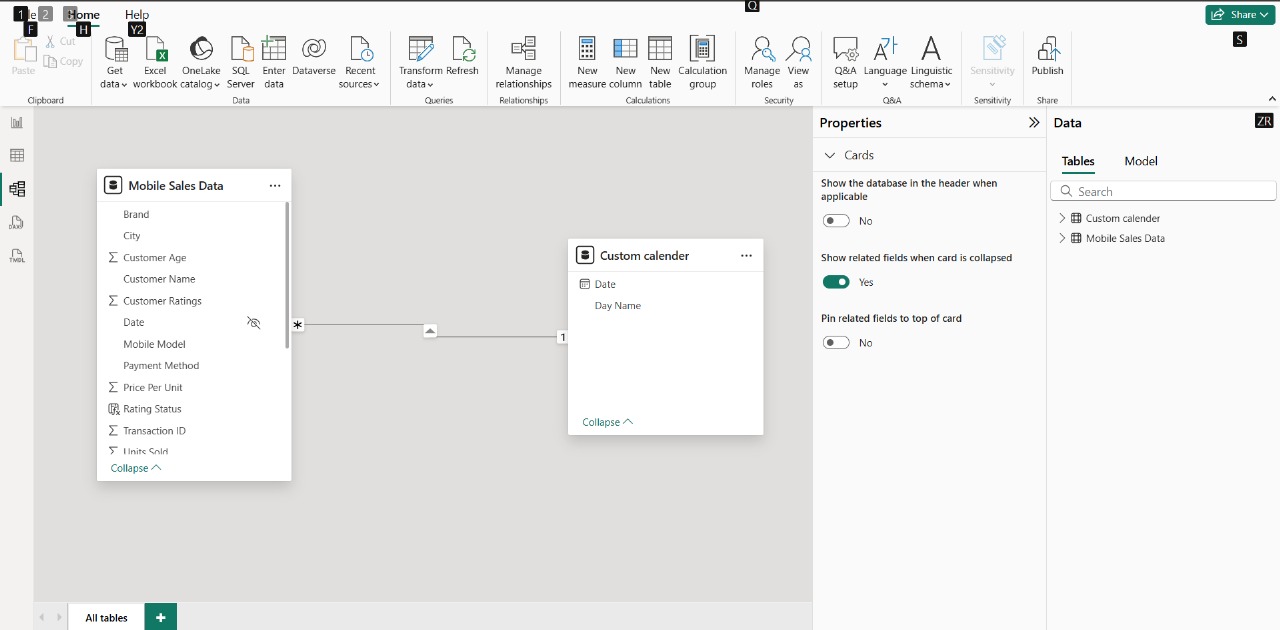 1 le 2 Home Help
Q
Share
F H Y2 S
Cut
Copy
Paste
Get data
Excel workbook
OneLake catalog
SQL Server
Enter data
Dataverse
Recent sources
Transform data
Refresh
Manage relationships
New measure
New column
New table
Calculation group
Manage roles
View as
Q&A setup
Language
Linguistic schema
Sensitivity
Publish
Clipboard Data Queries Relationships Calculations Security Q&A Sensitivity Share
Mobile Sales Data
Brand
City
Σ Customer Age
Customer Name
Σ Customer Ratings
Date
Mobile Model
Payment Method
Σ Price Per Unit
Rating Status
Σ Transaction ID
Σ Units Sold
Collapse
*
1
Custom calender
Date
Day Name
Collapse
Properties
Cards
Show the database in the header when
applicable
No
Show related fields when card is collapsed
Yes
Pin related fields to top of card
No
Data
ZR
Tables Model
Search
Custom calender
Mobile Sales Data
DAX
TMDL
All tables +